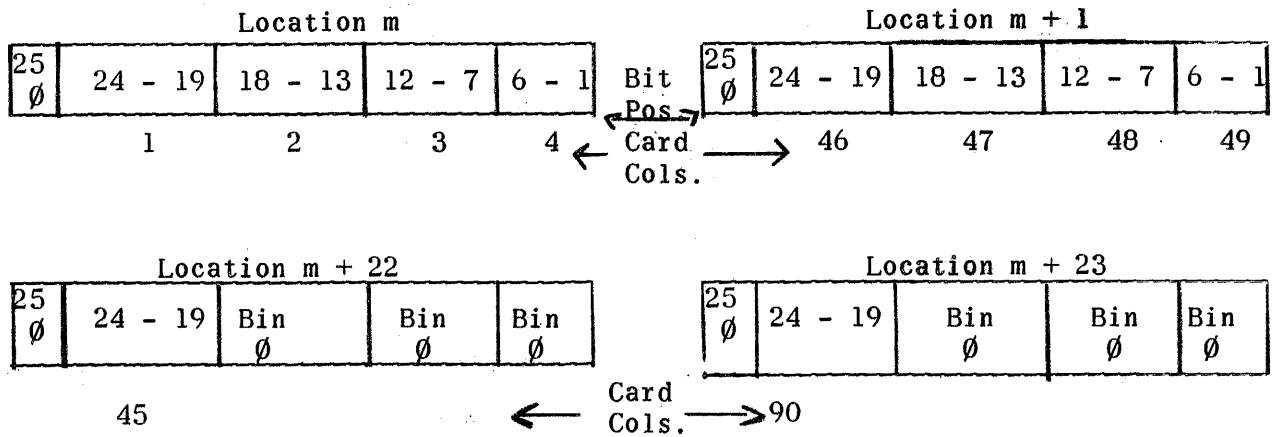 Location m
Location m + 1
25 Ø 24 - 19 18 - 13 12 - 7 6 - 1
Bit Pos.
25 Ø 24 - 19 18 - 13 12 - 7 6 - 1
1 2 3 4
Card Cols.
46 47 48 49
Location m + 22
Location m + 23
25 Ø 24 - 19 Bin Ø Bin Ø Bin Ø
25 Ø 24 - 19 Bin Ø Bin Ø Bin Ø
45
Card Cols.
90